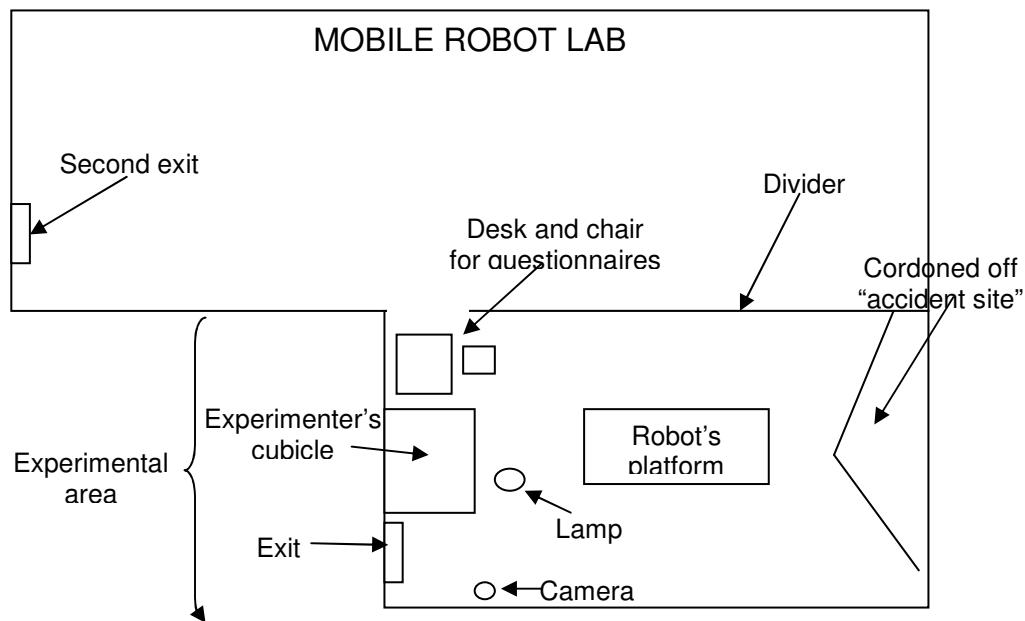 MOBILE ROBOT LAB
Second exit
Divider
Desk and chair
for questionnaires
Cordoned off
“accident site”
Experimenter’s
cubicle
Robot’s
platform
Experimental
area
Lamp
Exit
Camera